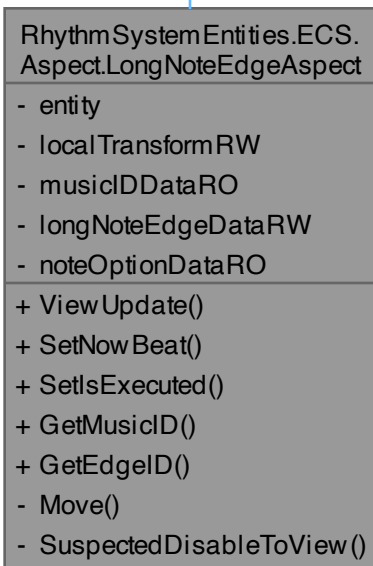 RhythmSystemEntities.ECS.
Aspect.LongNoteEdgeAspect
- entity
- localTransformRW
- musicIDDataRO
- longNoteEdgeDataRW
- noteOptionDataRO
+ ViewUpdate()
+ SetNowBeat()
+ SetIsExecuted()
+ GetMusicID()
+ GetEdgeID()
- Move()
- SuspectedDisableToView()